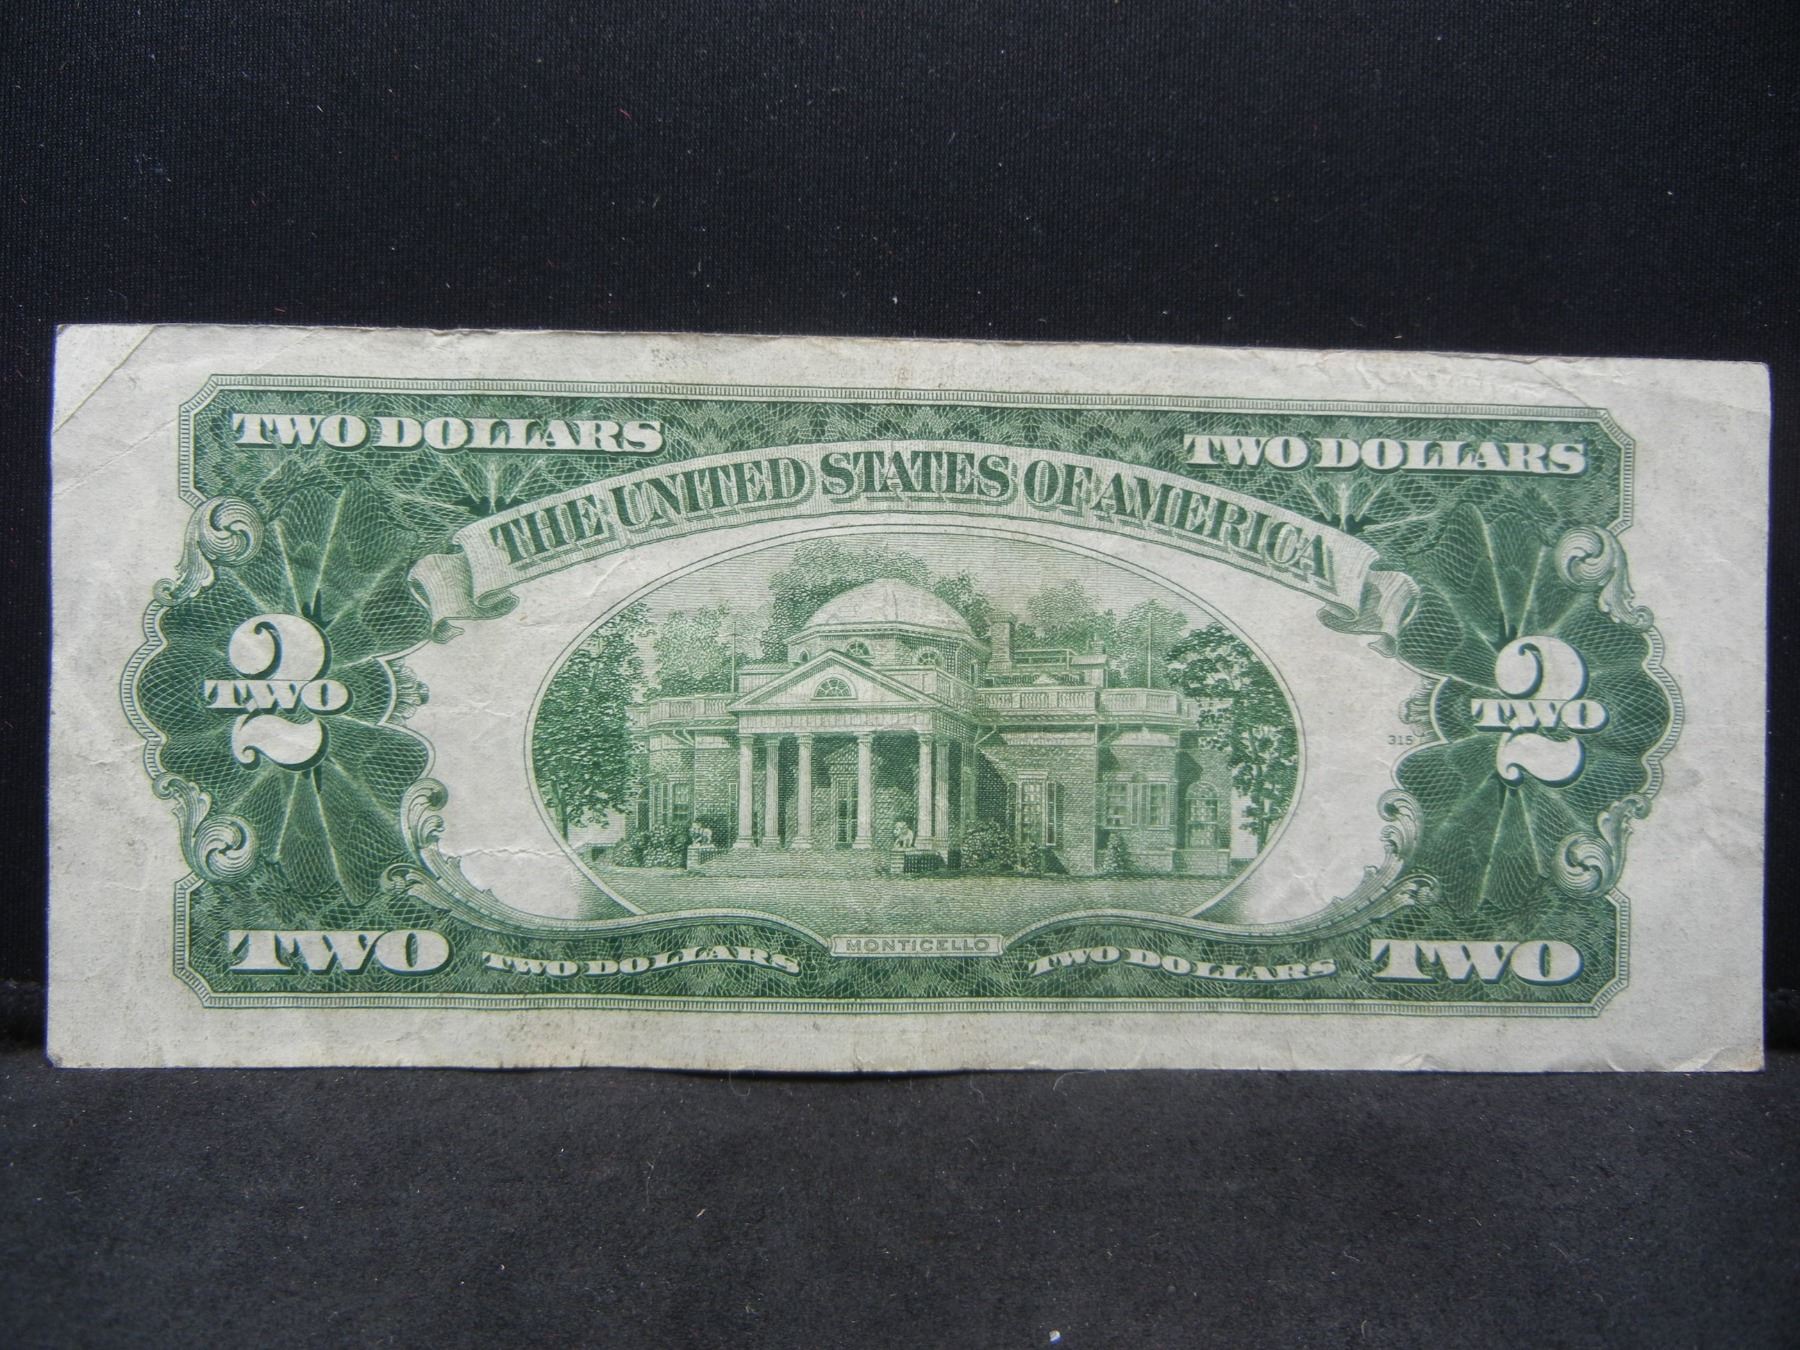 TWO DOLLARS
TWO DOLLARS
THE UNITED STATES OF AMERICA
2
TWO
2
TWO
315
MONTICELLO
TWO
TWO DOLLARS
TWO DOLLARS
TWO